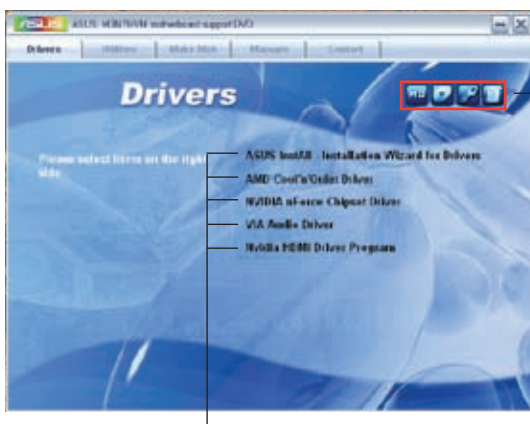 ASUS
motherboard support DVD
Drivers Utilities Make Disk Manuals Contact
Drivers
Please select items on the right side.
ASUS InstAll - Installation Wizard for Drivers
AMD Cool'n'Quiet Driver
NVIDIA nForce Chipset Driver
VIA Audio Driver
Nvidia HDMI Driver Program